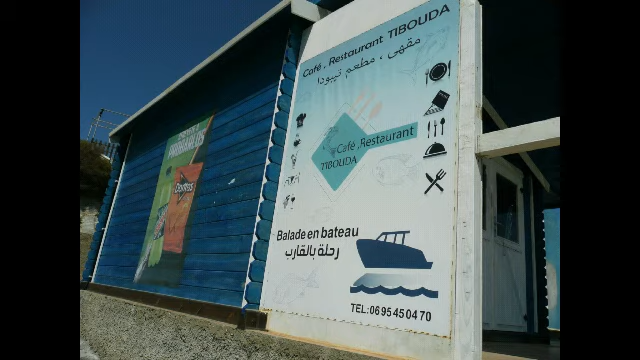 Café , Restaurant TIBOUDA
مقهى ، مطعم تيبودا
Café ,Restaurant
TIBOUDA
Balade en bateau
رحلة بالقارب
TEL:0695450470
Doritos